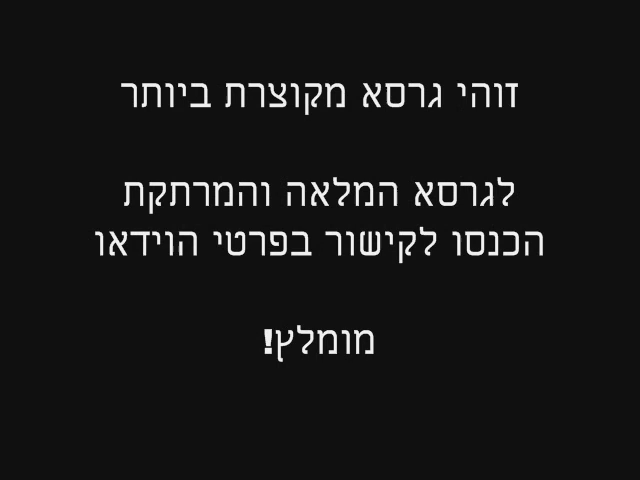 זוהי גרסא מקוצרת ביותר
לגרסא המלאה והמרתקת
הכנסו לקישור בפרטי הוידאו
מומלץ!